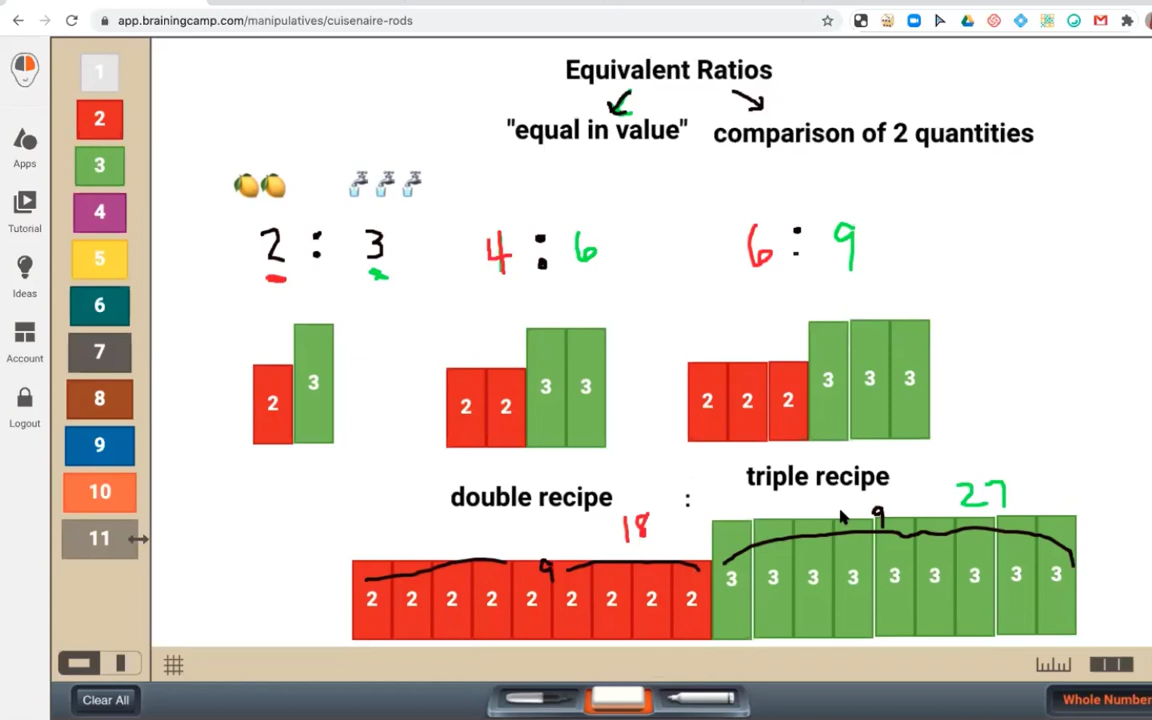 app.brainingcamp.com/manipulatives/cuisenaire-rods
Equivalent Ratios
"equal in value" comparison of 2 quantities
2 : 3 4 : 6 6 : 9
2 3 2 2 3 3 2 2 2 3 3 3
double recipe : triple recipe
18 9 27
9
2 2 2 2 2 2 2 2 2 3 3 3 3 3 3 3 3 3
1
2
3
4
5
6
7
8
9
10
11
Apps
Tutorial
Ideas
Account
Logout
Clear All
Whole Number